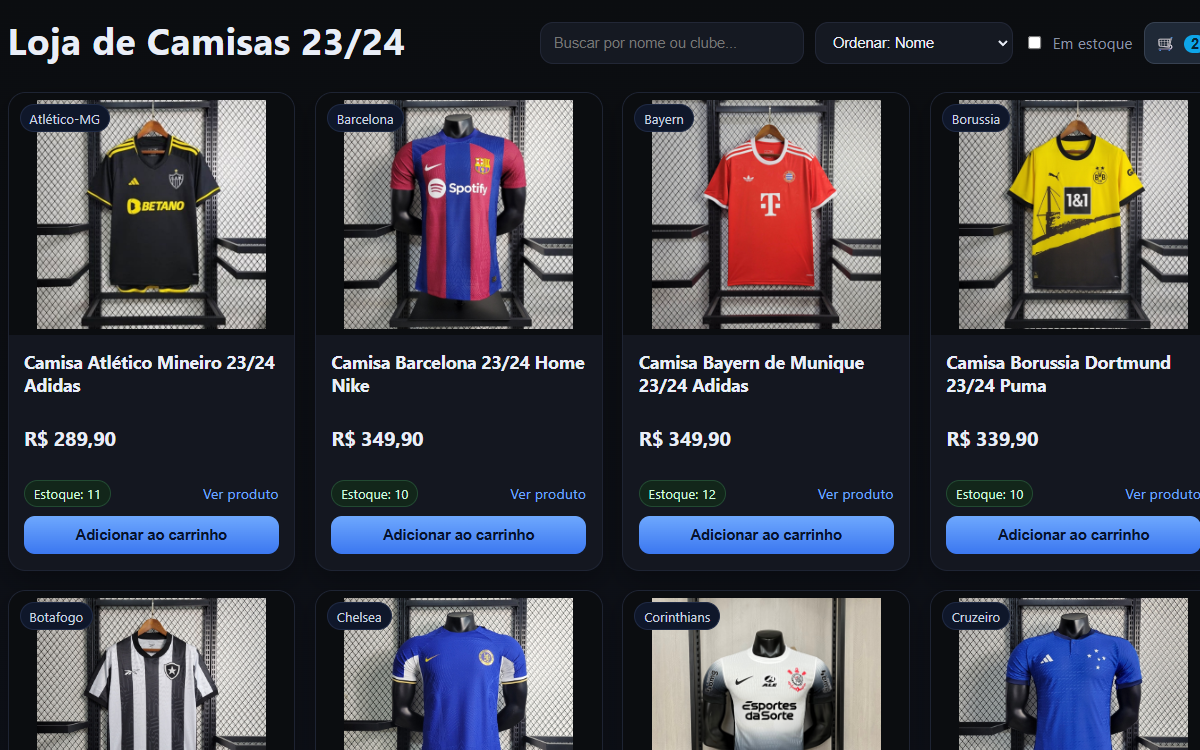 Loja de Camisas 23/24
Buscar por nome ou clube...
Ordenar: Nome
Em estoque
2
Atlético-MG
Barcelona
Bayern
Borussia
BETANO
Spotify
T
1&1
BVB
09
Camisa Atlético Mineiro 23/24
Adidas
Camisa Barcelona 23/24 Home
Nike
Camisa Bayern de Munique
23/24 Adidas
Camisa Borussia Dortmund
23/24 Puma
R$ 289,90
R$ 349,90
R$ 349,90
R$ 339,90
Estoque: 11
Ver produto
Estoque: 10
Ver produto
Estoque: 12
Ver produto
Estoque: 10
Ver produto
Adicionar ao carrinho
Adicionar ao carrinho
Adicionar ao carrinho
Adicionar ao carrinho
Botafogo
Chelsea
Corinthians
Cruzeiro
Esportes
da Sorte